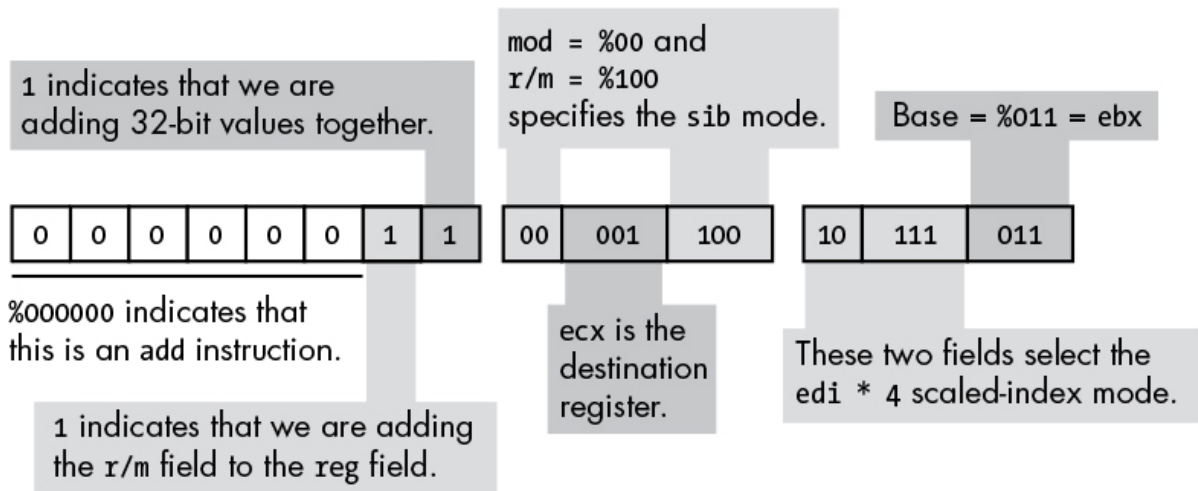 1 indicates that we are
adding 32-bit values together.
mod = %00 and
r/m = %100
specifies the sib mode.
Base = %011 = ebx
0 0 0 0 0 0 1 1 00 001 100 10 111 011
%000000 indicates that
this is an add instruction.
1 indicates that we are adding
the r/m field to the reg field.
ecx is the
destination
register.
These two fields select the
edi * 4 scaled-index mode.